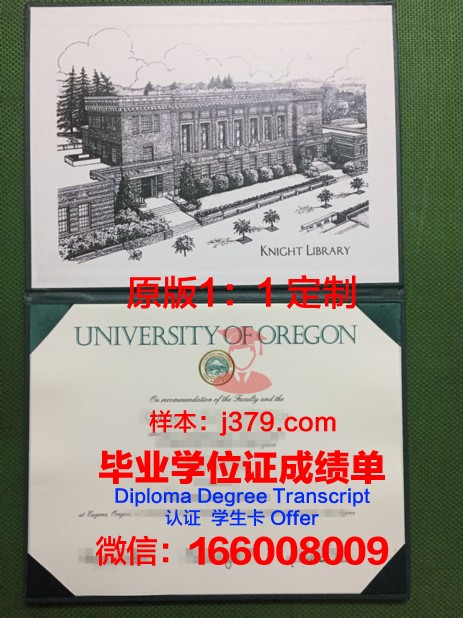 KNIGHT LIBRARY
原版1：1定制
UNIVERSITY OF OREGON
On recommendation of the Faculty and the
样本：j379.com
毕业学位证成绩单
Diploma Degree Transcript
at Eugene, Oregon,
认证 学生卡 Offer
微信：166008009